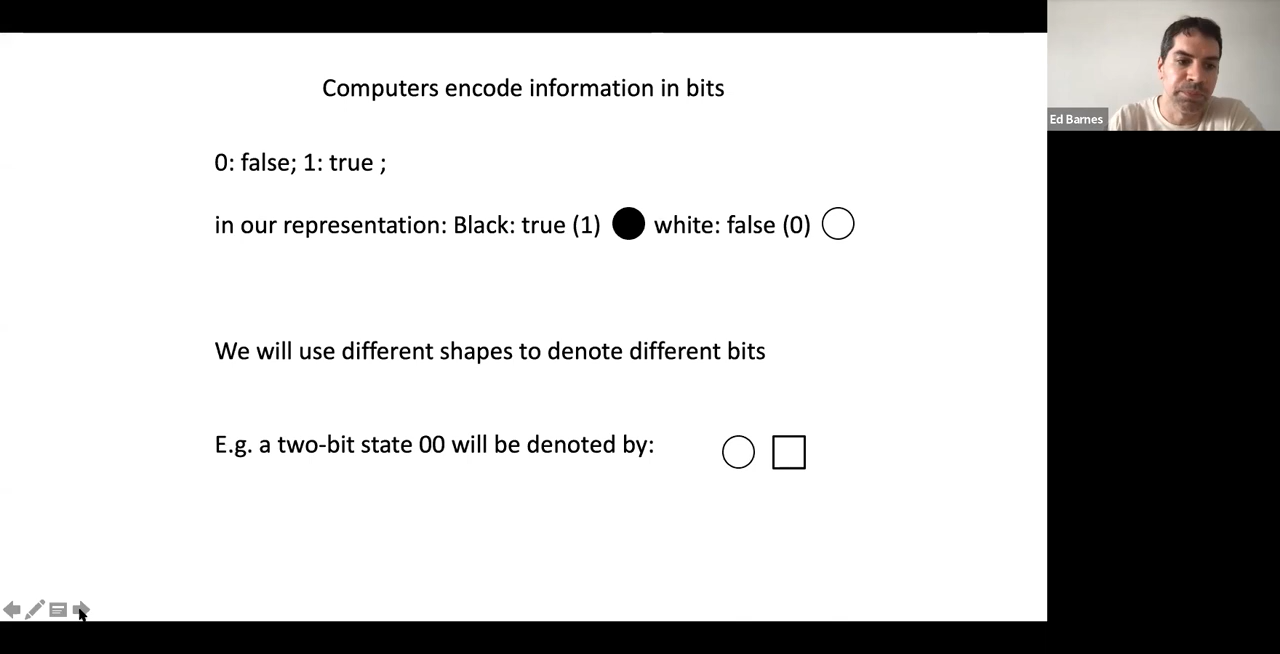 Computers encode information in bits
Ed Barnes
0: false; 1: true ;
in our representation: Black: true (1) white: false (0)
We will use different shapes to denote different bits
E.g. a two-bit state 00 will be denoted by: